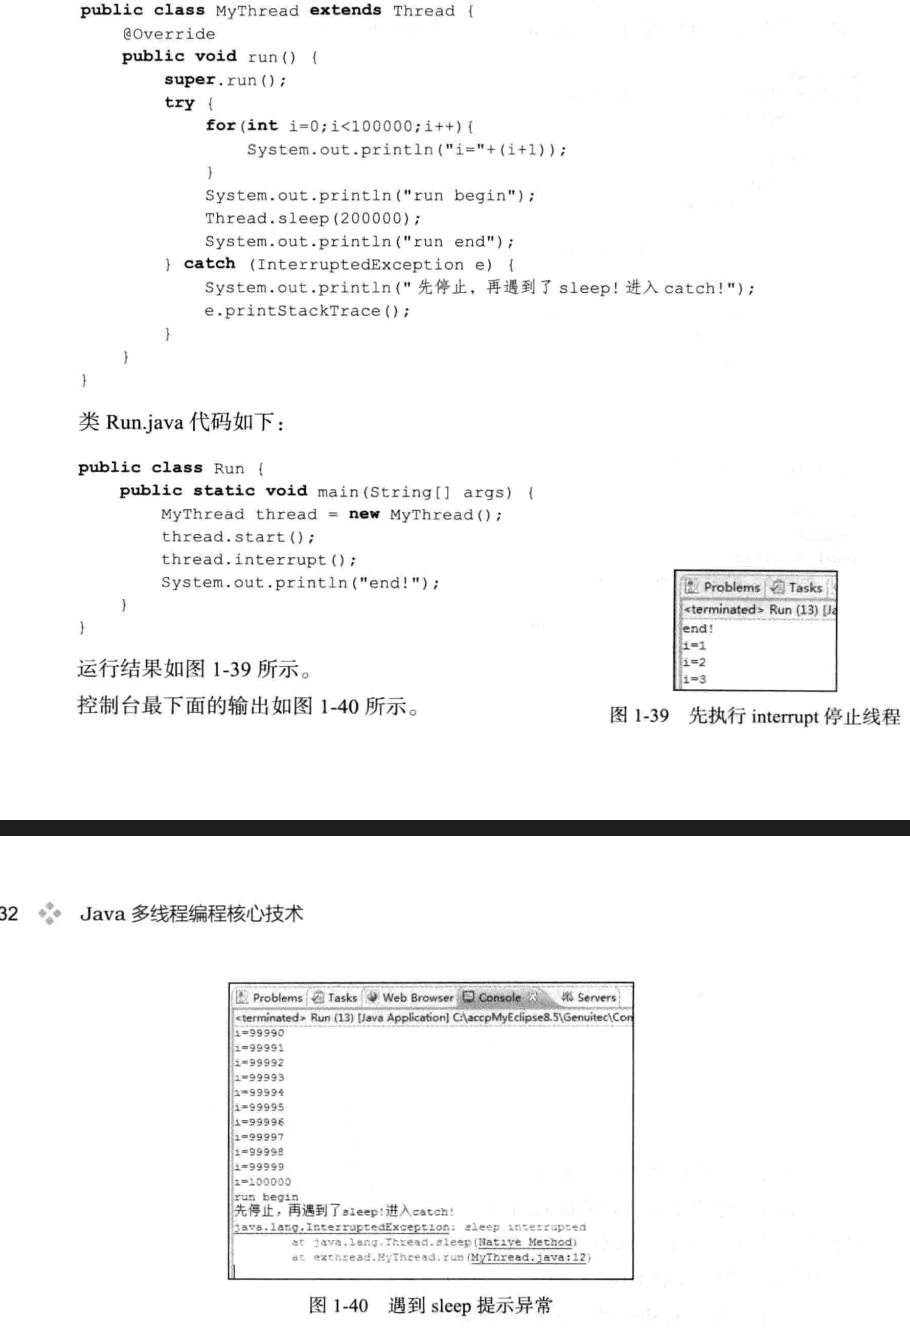 public class MyThread extends Thread {
@Override
public void run() {
super.run();
try {
for(int i=0;i<100000;i++){
System.out.println("i="+(i+1));
}
System.out.println("run begin");
Thread.sleep(200000);
System.out.println("run end");
} catch (InterruptedException e) {
System.out.println("先停止，再遇到了sleep!进入catch!");
e.printStackTrace();
}
}
}
类 Run.java 代码如下：
public class Run {
public static void main(String[] args) {
MyThread thread = new MyThread();
thread.start();
thread.interrupt();
System.out.println("end!");
}
}
运行结果如图 1-39 所示。
控制台最下面的输出如图 1-40 所示。
Problems Tasks
<terminated> Run (13) [Ja
end!
i=1
i=2
i=3
图 1-39 先执行 interrupt 停止线程
32 Java 多线程编程核心技术
Problems Tasks Web Browser Console Servers
<terminated> Run (13) [Java Application] C:\accpMyEclipse8.5\Genuitec\Con
i=99990
i=99991
i=99992
i=99993
i=99994
i=99995
i=99996
i=99997
i=99998
i=99999
i=100000
run begin
先停止，再遇到了sleep!进入catch!
java.lang.InterruptedException: sleep interrupted
at java.lang.Thread.sleep(Native Method)
at exthread.MyThread.run(MyThread.java:12)
图 1-40 遇到 sleep 提示异常